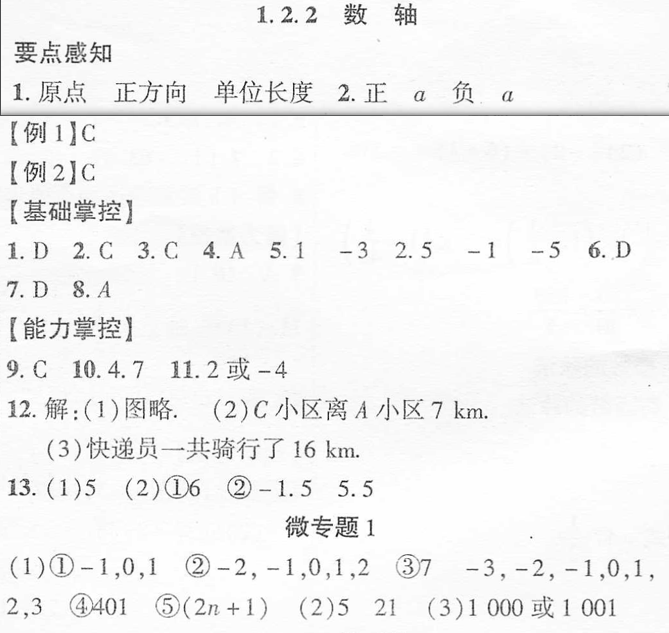 1.2.2 数 轴
要点感知
1. 原点 正方向 单位长度 2. 正 a 负 a
【例1】C
【例2】C
【基础掌控】
1. D 2. C 3. C 4. A 5. 1 -3 2.5 -1 -5 6. D
7. D 8. A
【能力掌控】
9. C 10. 4.7 11. 2 或 -4
12. 解:(1)图略. (2)C 小区离 A 小区 7 km.
(3)快递员一共骑行了 16 km.
13. (1)5 (2)①6 ②-1.5 5.5
微专题1
(1)①-1,0,1 ②-2,-1,0,1,2 ③7 -3,-2,-1,0,1,
2,3 ④401 ⑤(2n+1) (2)5 21 (3)1 000 或 1 001